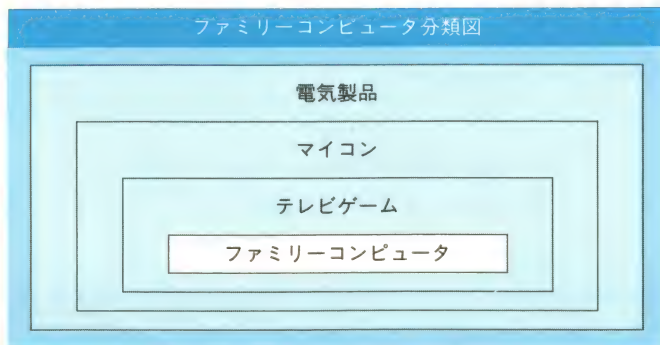 ファミリーコンピュータ分類図
電気製品
マイコン
テレビゲーム
ファミリーコンピュータ